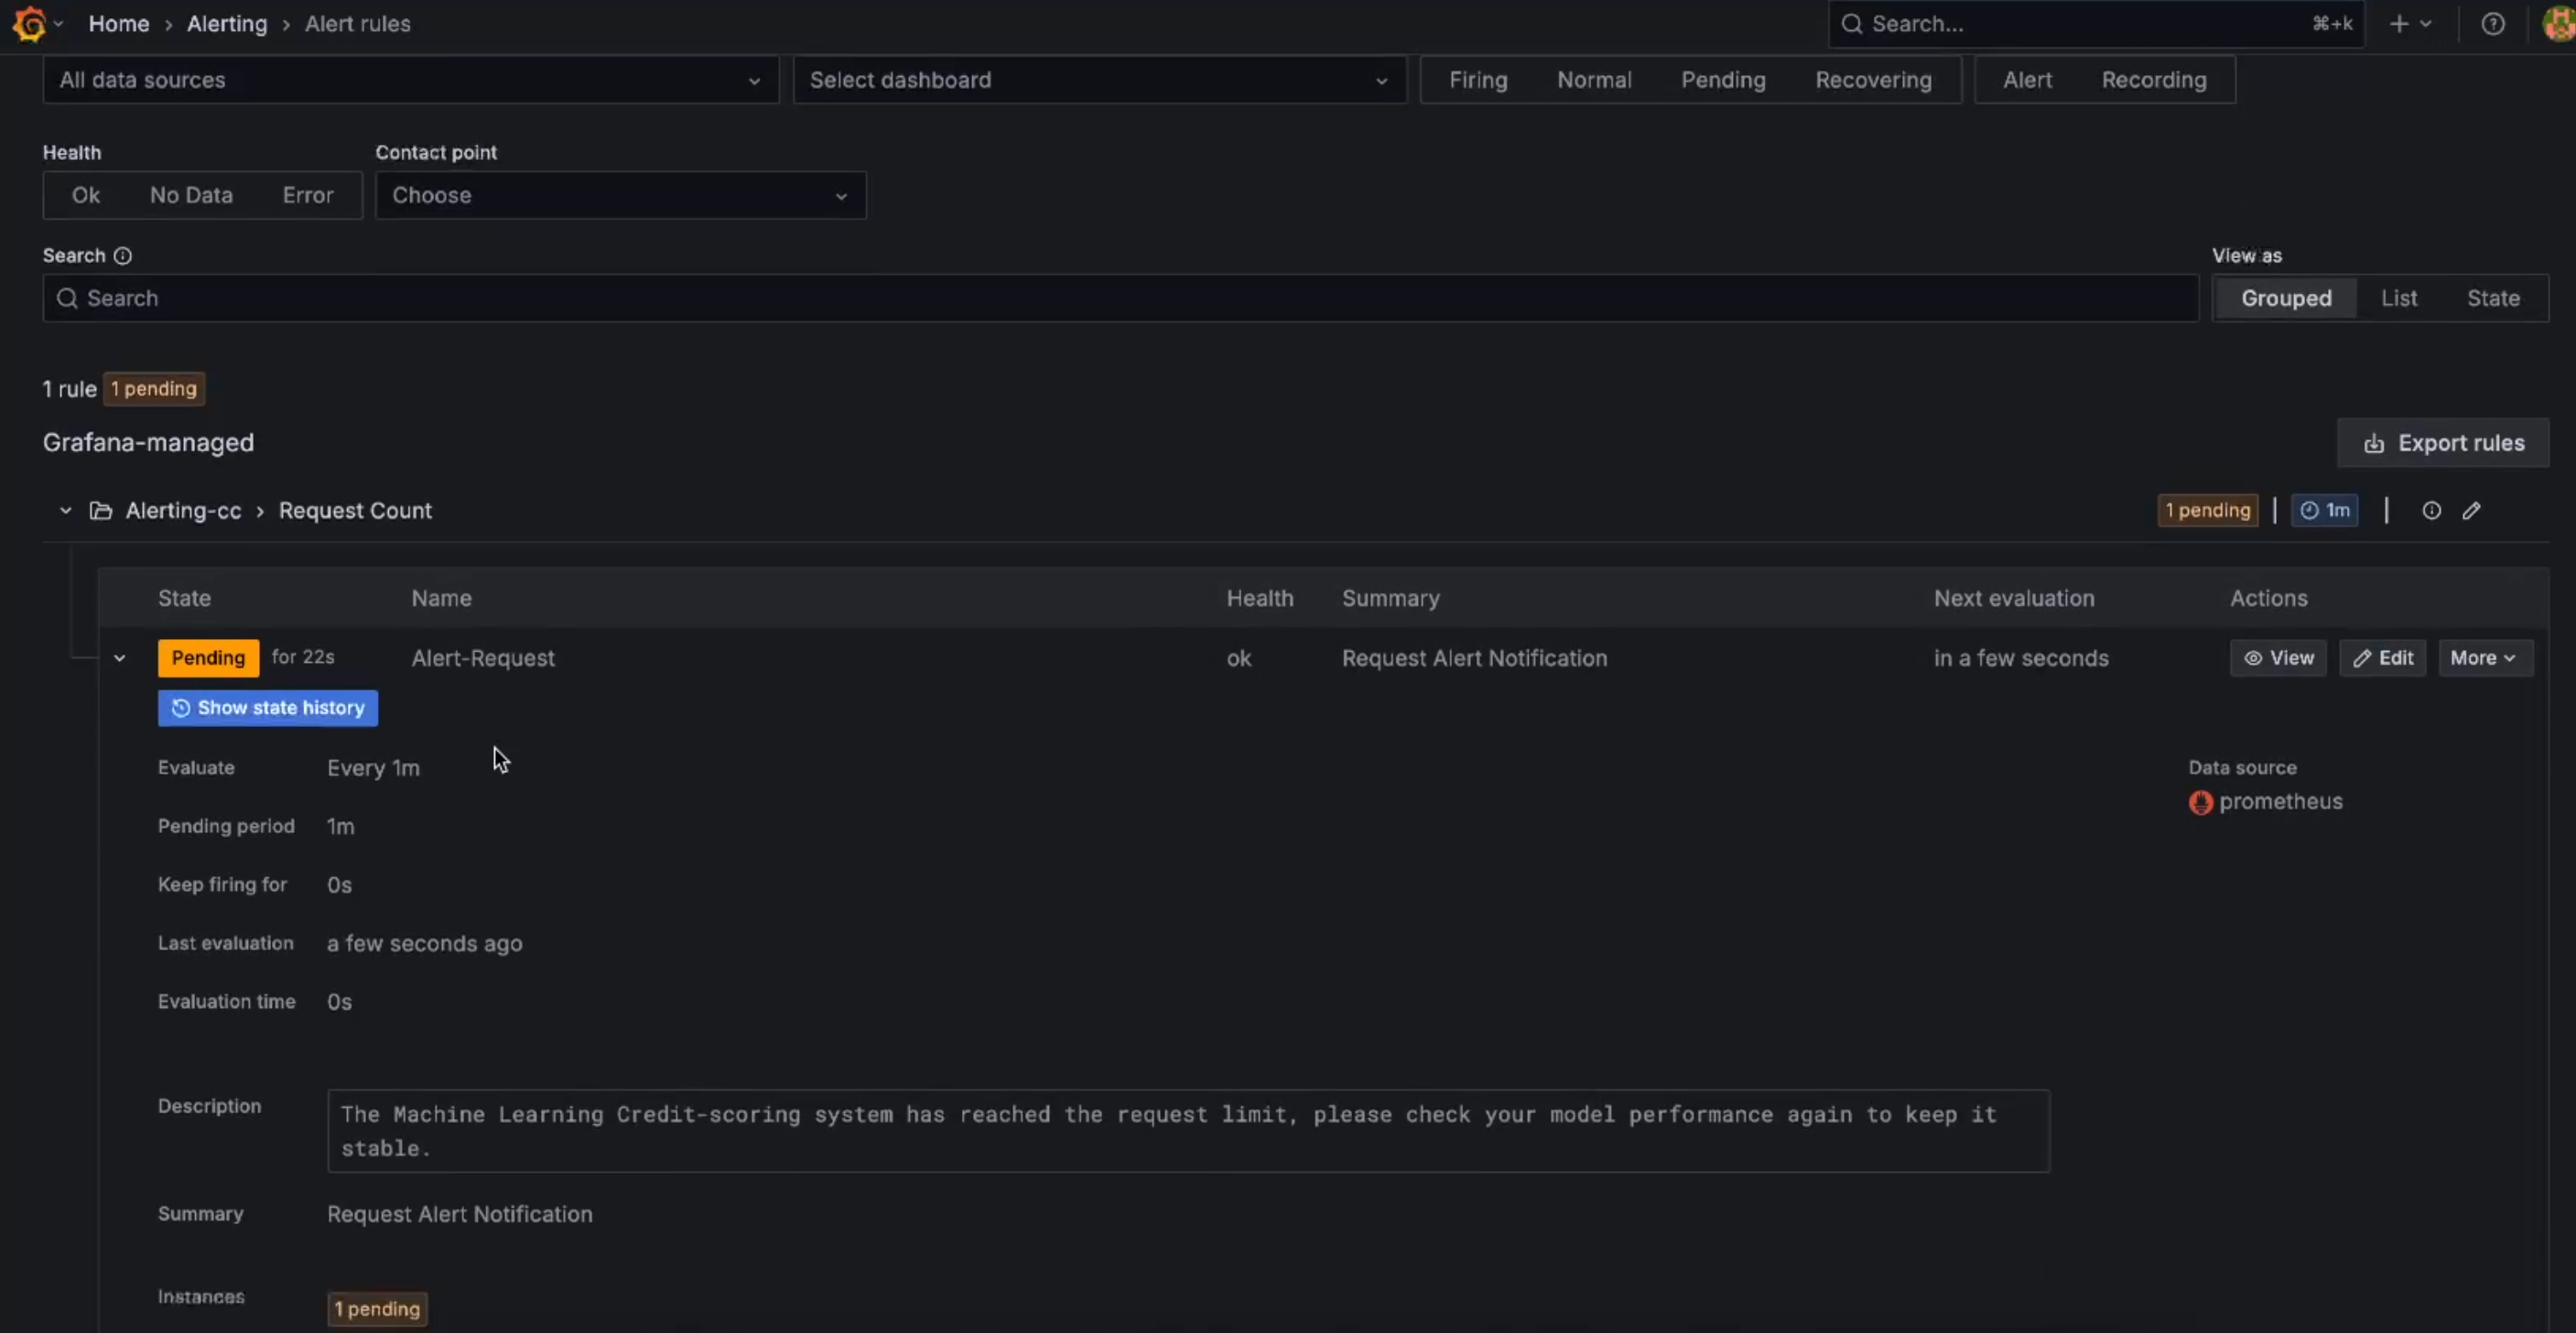 Home > Alerting > Alert rules
Search... ⌘+k
All data sources
Select dashboard
Firing Normal Pending Recovering
Alert Recording
Health
Contact point
Ok No Data Error
Choose
Search
View as
Search
Grouped List State
1 rule 1 pending
Grafana-managed
Export rules
Alerting-cc > Request Count
1 pending | 1m |
State Name Health Summary Next evaluation Actions
Pending for 22s Alert-Request ok Request Alert Notification in a few seconds View Edit More
Show state history
Evaluate Every 1m
Data source
prometheus
Pending period 1m
Keep firing for 0s
Last evaluation a few seconds ago
Evaluation time 0s
Description The Machine Learning Credit-scoring system has reached the request limit, please check your model performance again to keep it
stable.
Summary Request Alert Notification
Instances 1 pending